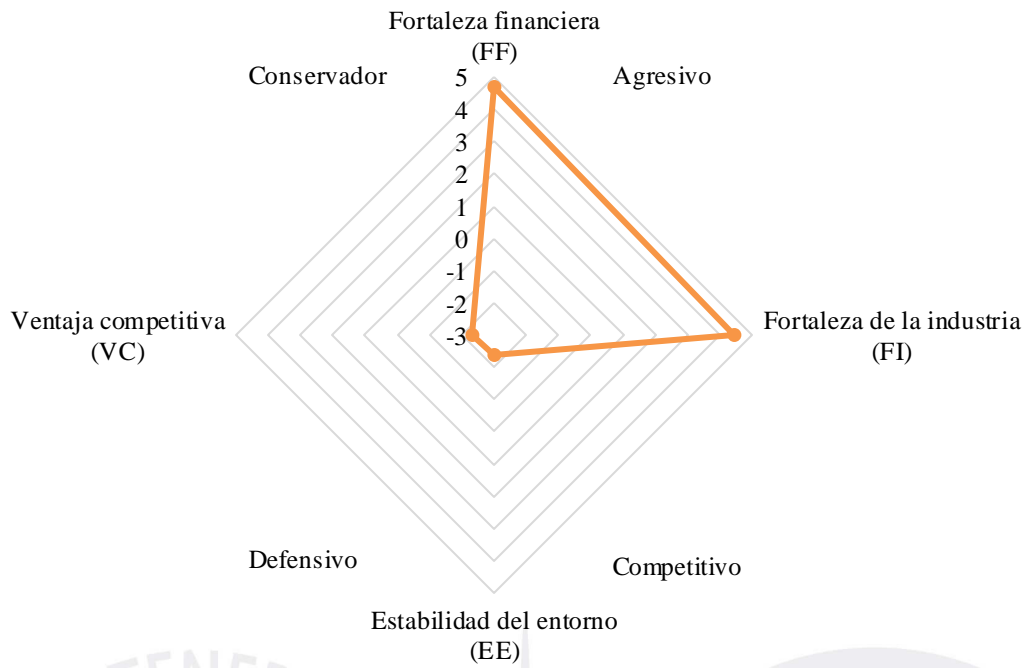 Fortaleza financiera
(FF)
Conservador
Agresivo
5
4
3
2
1
0
-1
-2
-3
Ventaja competitiva
(VC)
Fortaleza de la industria
(FI)
Defensivo
Competitivo
Estabilidad del entorno
(EE)
TENE